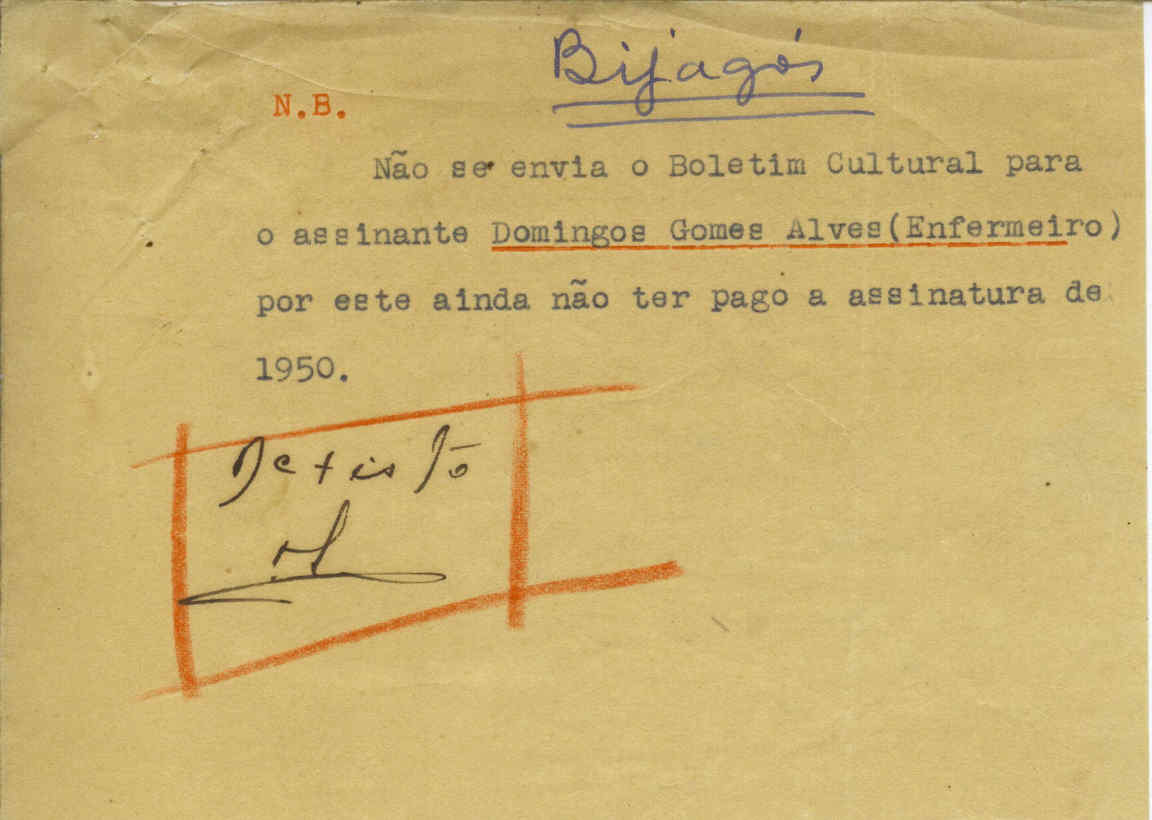 Bijagós
N.B.
Não se envia o Boletim Cultural para
o assinante Domingos Gomes Alves(Enfermeiro)
por este ainda não ter pago a assinatura de
1950.